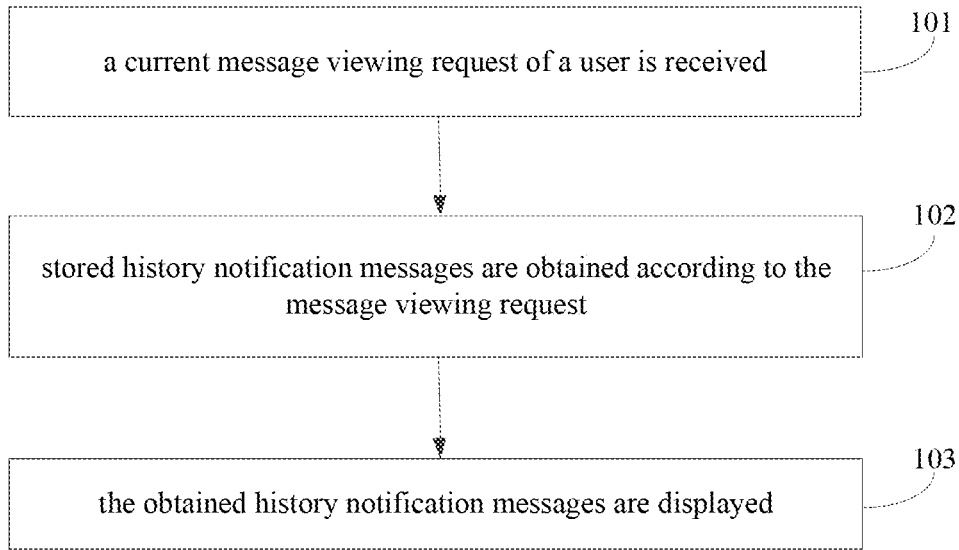 101
a current message viewing request of a user is received
102
stored history notification messages are obtained according to the
message viewing request
103
the obtained history notification messages are displayed